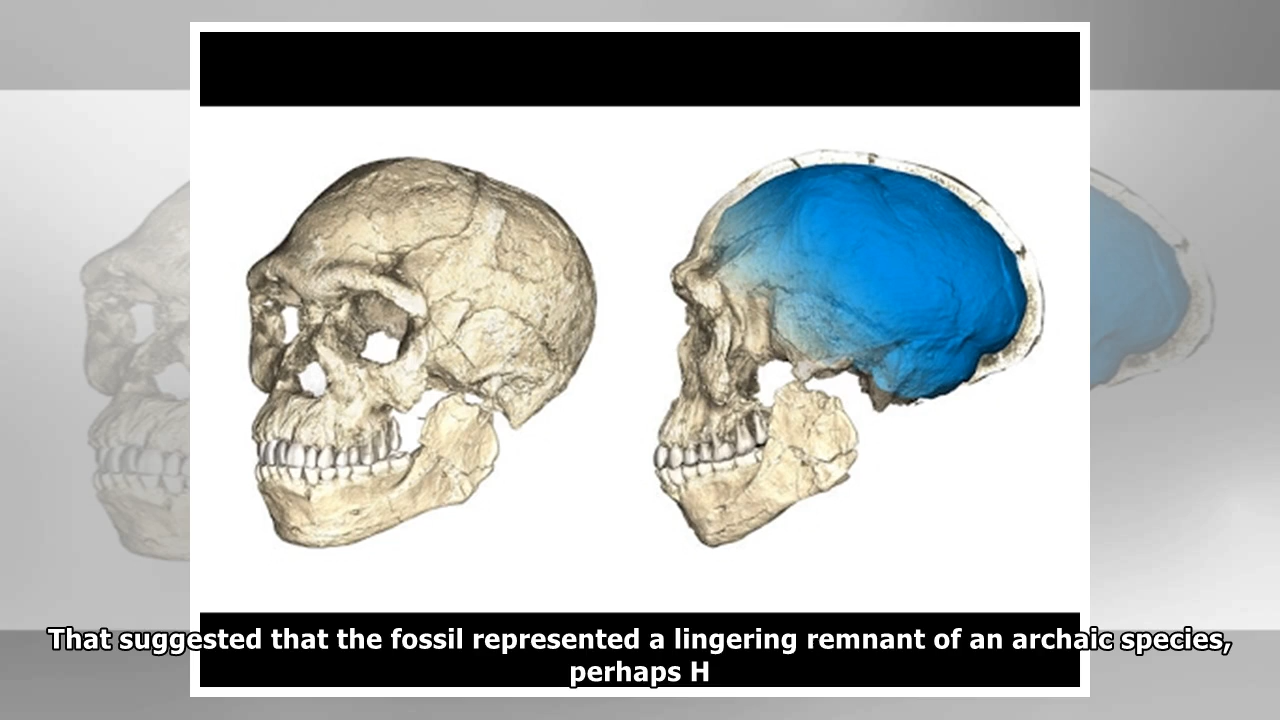 That suggested that the fossil represented a lingering remnant of an archaic species,
perhaps H